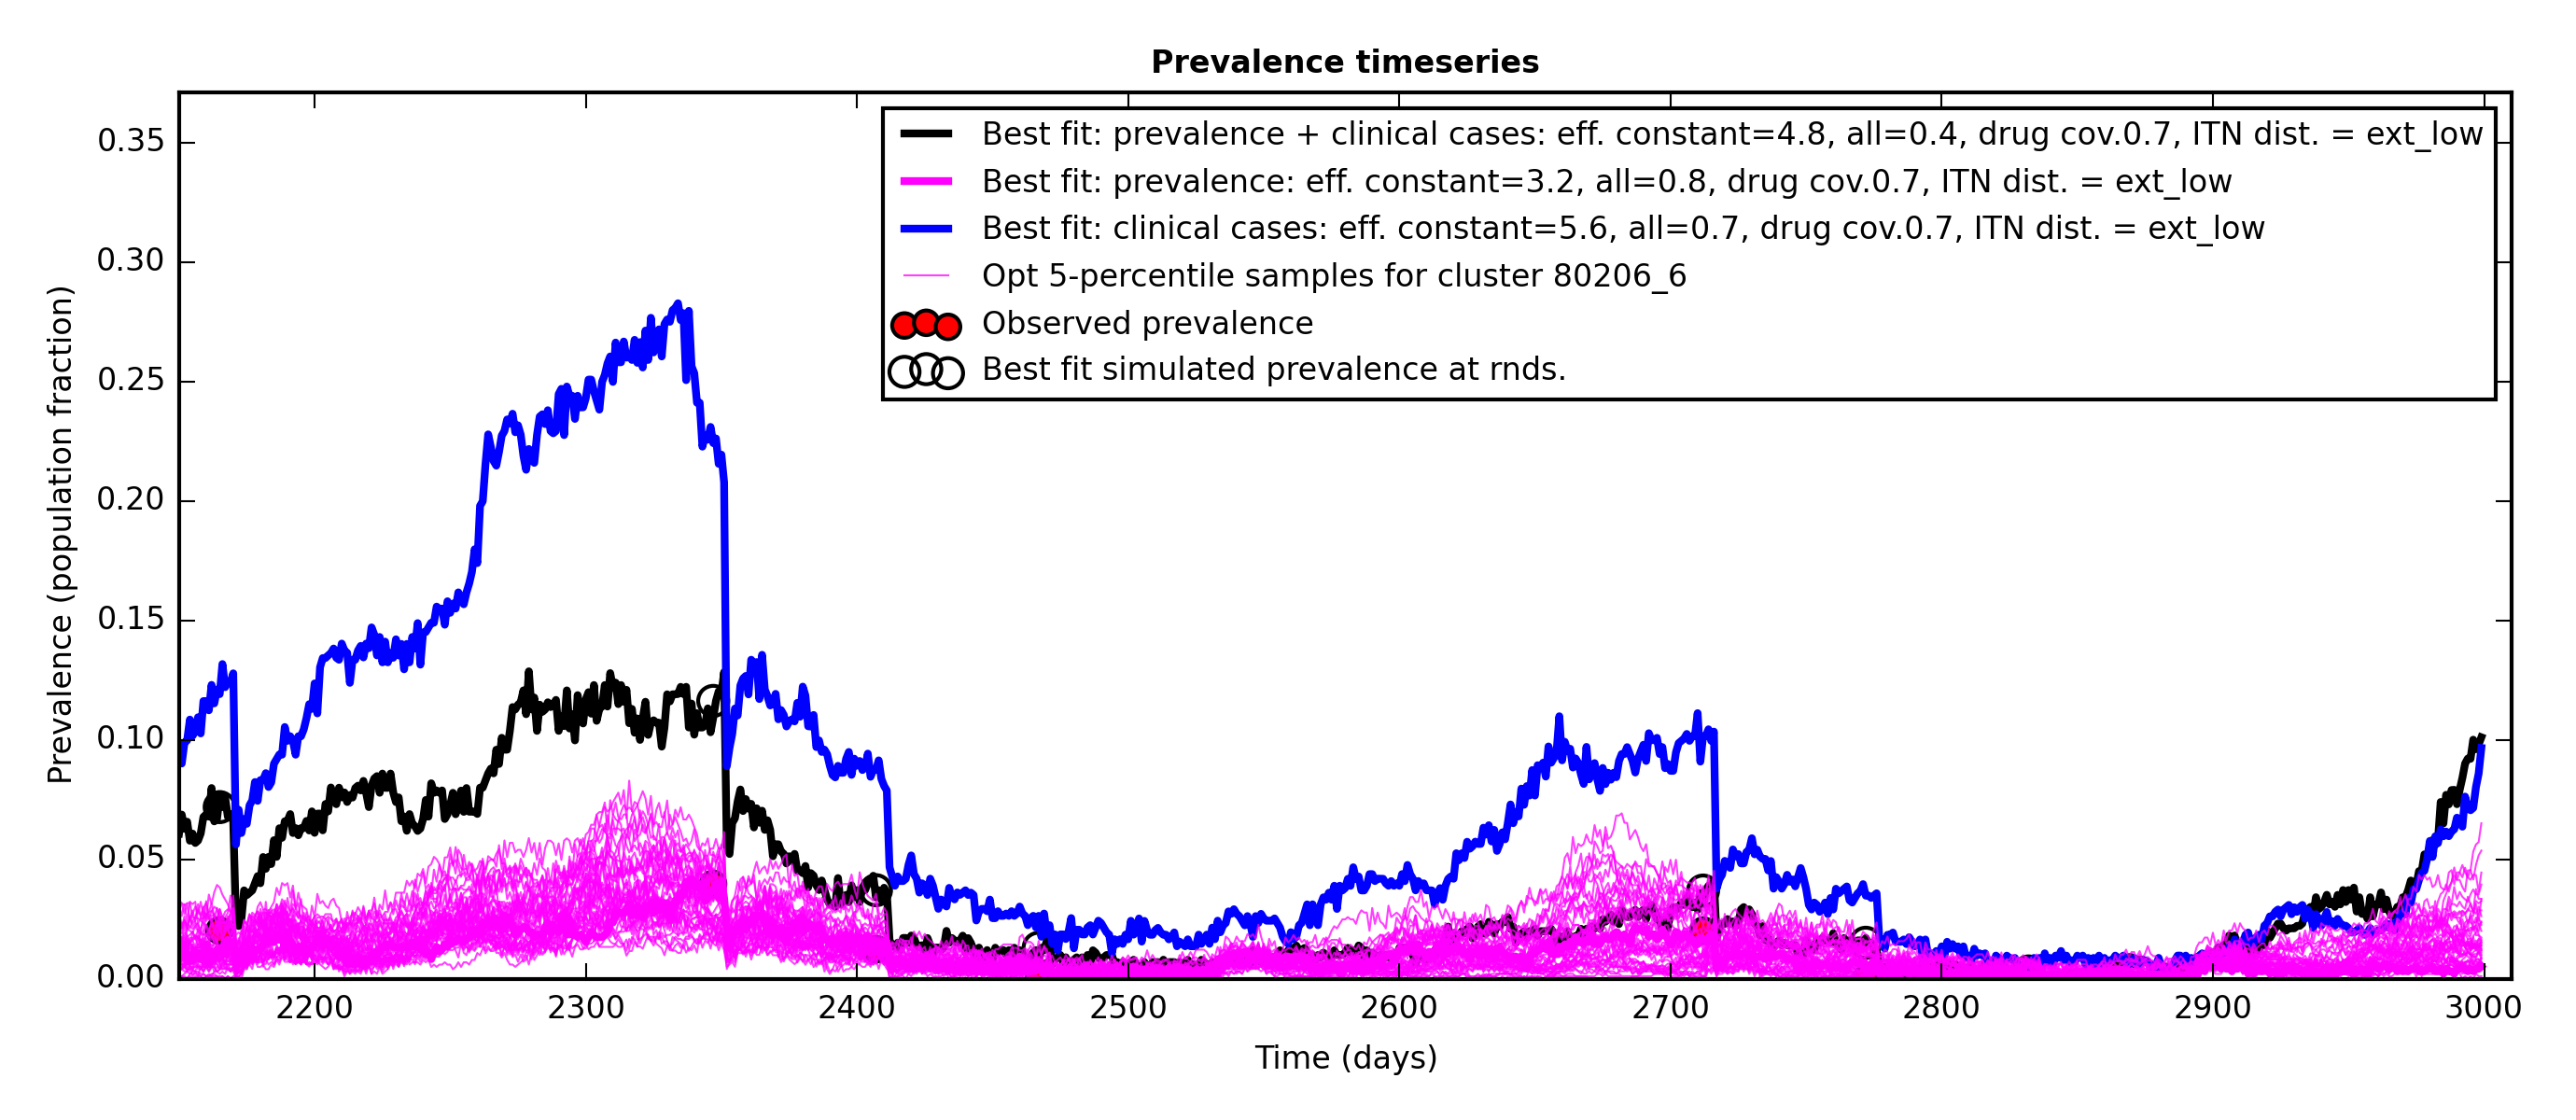 Prevalence timeseries
Best fit: prevalence + clinical cases: eff. constant=4.8, all=0.4, drug cov.0.7, ITN dist. = ext_low
Best fit: prevalence: eff. constant=3.2, all=0.8, drug cov.0.7, ITN dist. = ext_low
Best fit: clinical cases: eff. constant=5.6, all=0.7, drug cov.0.7, ITN dist. = ext_low
Opt 5-percentile samples for cluster 80206_6
Observed prevalence
Best fit simulated prevalence at rnds.
Prevalence (population fraction)
0.35
0.30
0.25
0.20
0.15
0.10
0.05
0.00
2200 2300 2400 2500 2600 2700 2800 2900 3000
Time (days)